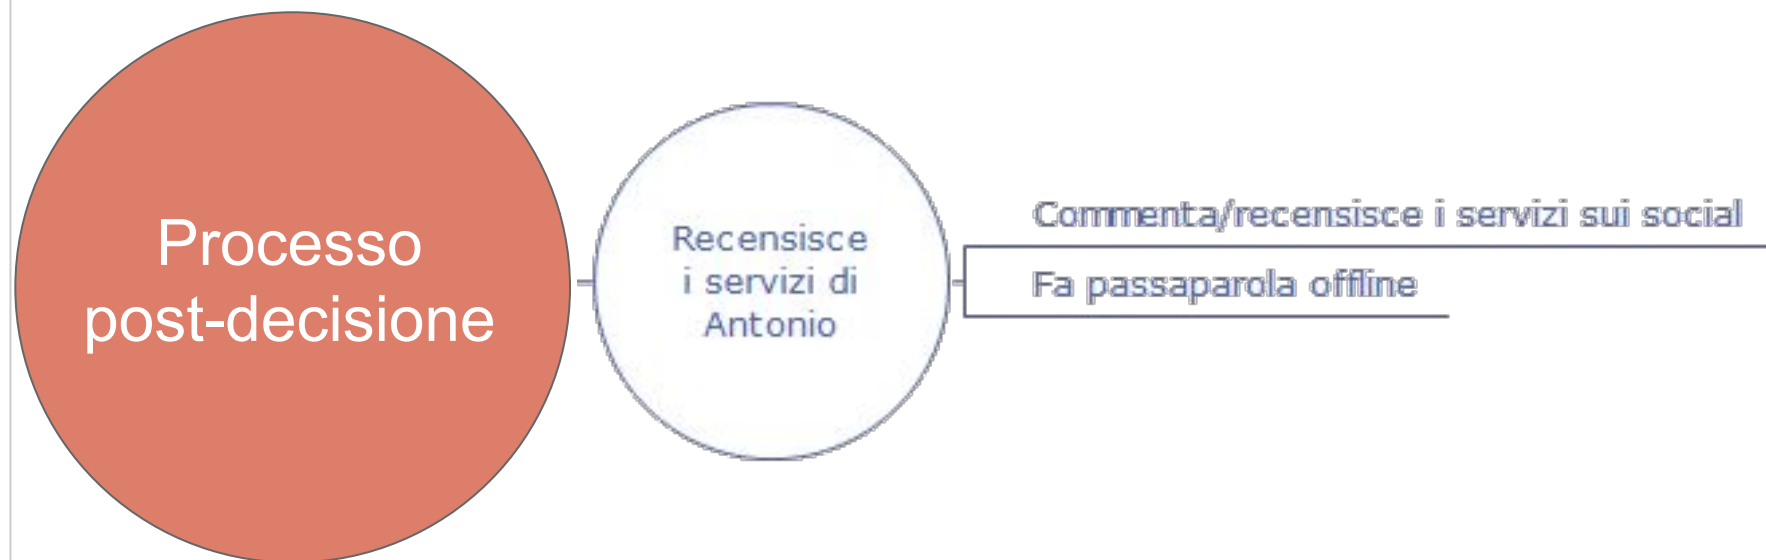 Processo
post-decisione
Recensisce
i servizi di
Antonio
Commenta/recensisce i servizi sui social
Fa passaparola offline